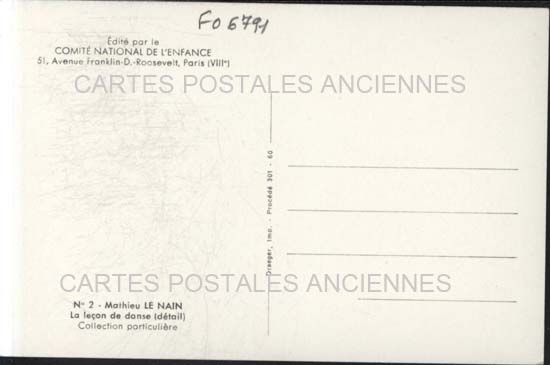 FO 6791
Édité par le
COMITÉ NATIONAL DE L'ENFANCE
51, Avenue Franklin-D.-Roosevelt, Paris (VIIIe)
CARTES POSTALES ANCIENNES
Draeger, Imp. - Procédé 301 - 60
CARTES POSTALES ANCIENNES
N° 2 - Mathieu LE NAIN
La leçon de danse (détail)
Collection particulière